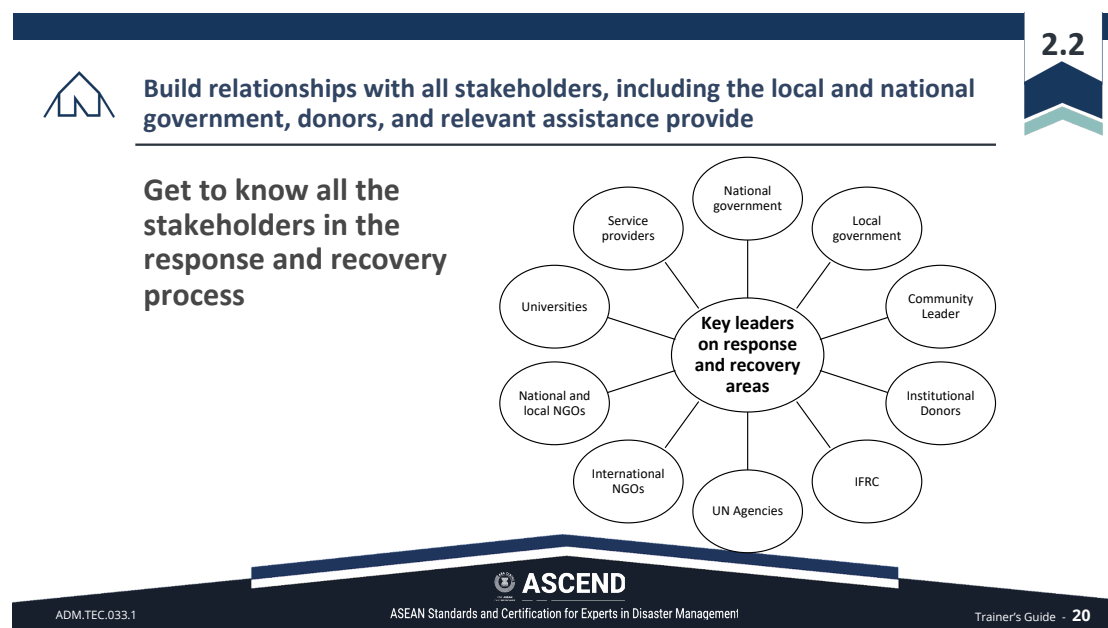 2.2
Build relationships with all stakeholders, including the local and national
government, donors, and relevant assistance provide
Get to know all the
stakeholders in the
response and recovery
process
National
government
Local
government
Community
Leader
Institutional
Donors
IFRC
UN Agencies
International
NGOs
National and
local NGOs
Universities
Service
providers
Key leaders
on response
and recovery
areas
ASCEND
ASEAN Standards and Certification for Experts in Disaster Management
ADM.TEC.033.1
Trainer's Guide - 20